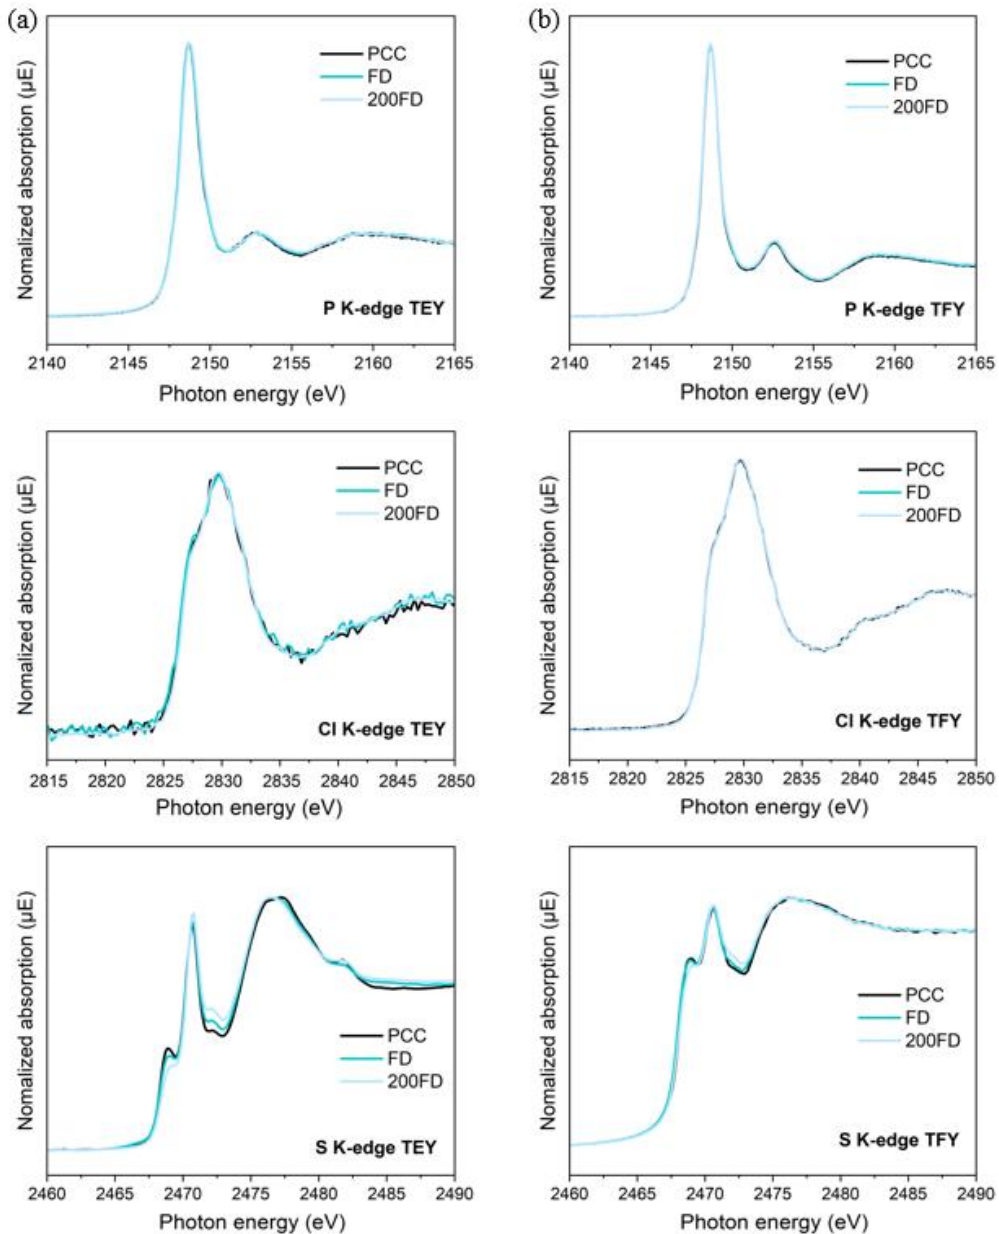 (a)
Nomalized absorption (μE)
PCC
FD
200FD
P K-edge TEY
2140 2145 2150 2155 2160 2165
Photon energy (eV)
(b)
Nomalized absorption (μE)
PCC
FD
200FD
P K-edge TFY
2140 2145 2150 2155 2160 2165
Photon energy (eV)
Nomalized absorption (μE)
PCC
FD
200FD
Cl K-edge TEY
2815 2820 2825 2830 2835 2840 2845 2850
Photon energy (eV)
Nomalized absorption (μE)
PCC
FD
200FD
Cl K-edge TFY
2815 2820 2825 2830 2835 2840 2845 2850
Photon energy (eV)
Nomalized absorption (μE)
PCC
FD
200FD
S K-edge TEY
2460 2465 2470 2475 2480 2485 2490
Photon energy (eV)
Nomalized absorption (μE)
PCC
FD
200FD
S K-edge TFY
2460 2465 2470 2475 2480 2485 2490
Photon energy (eV)